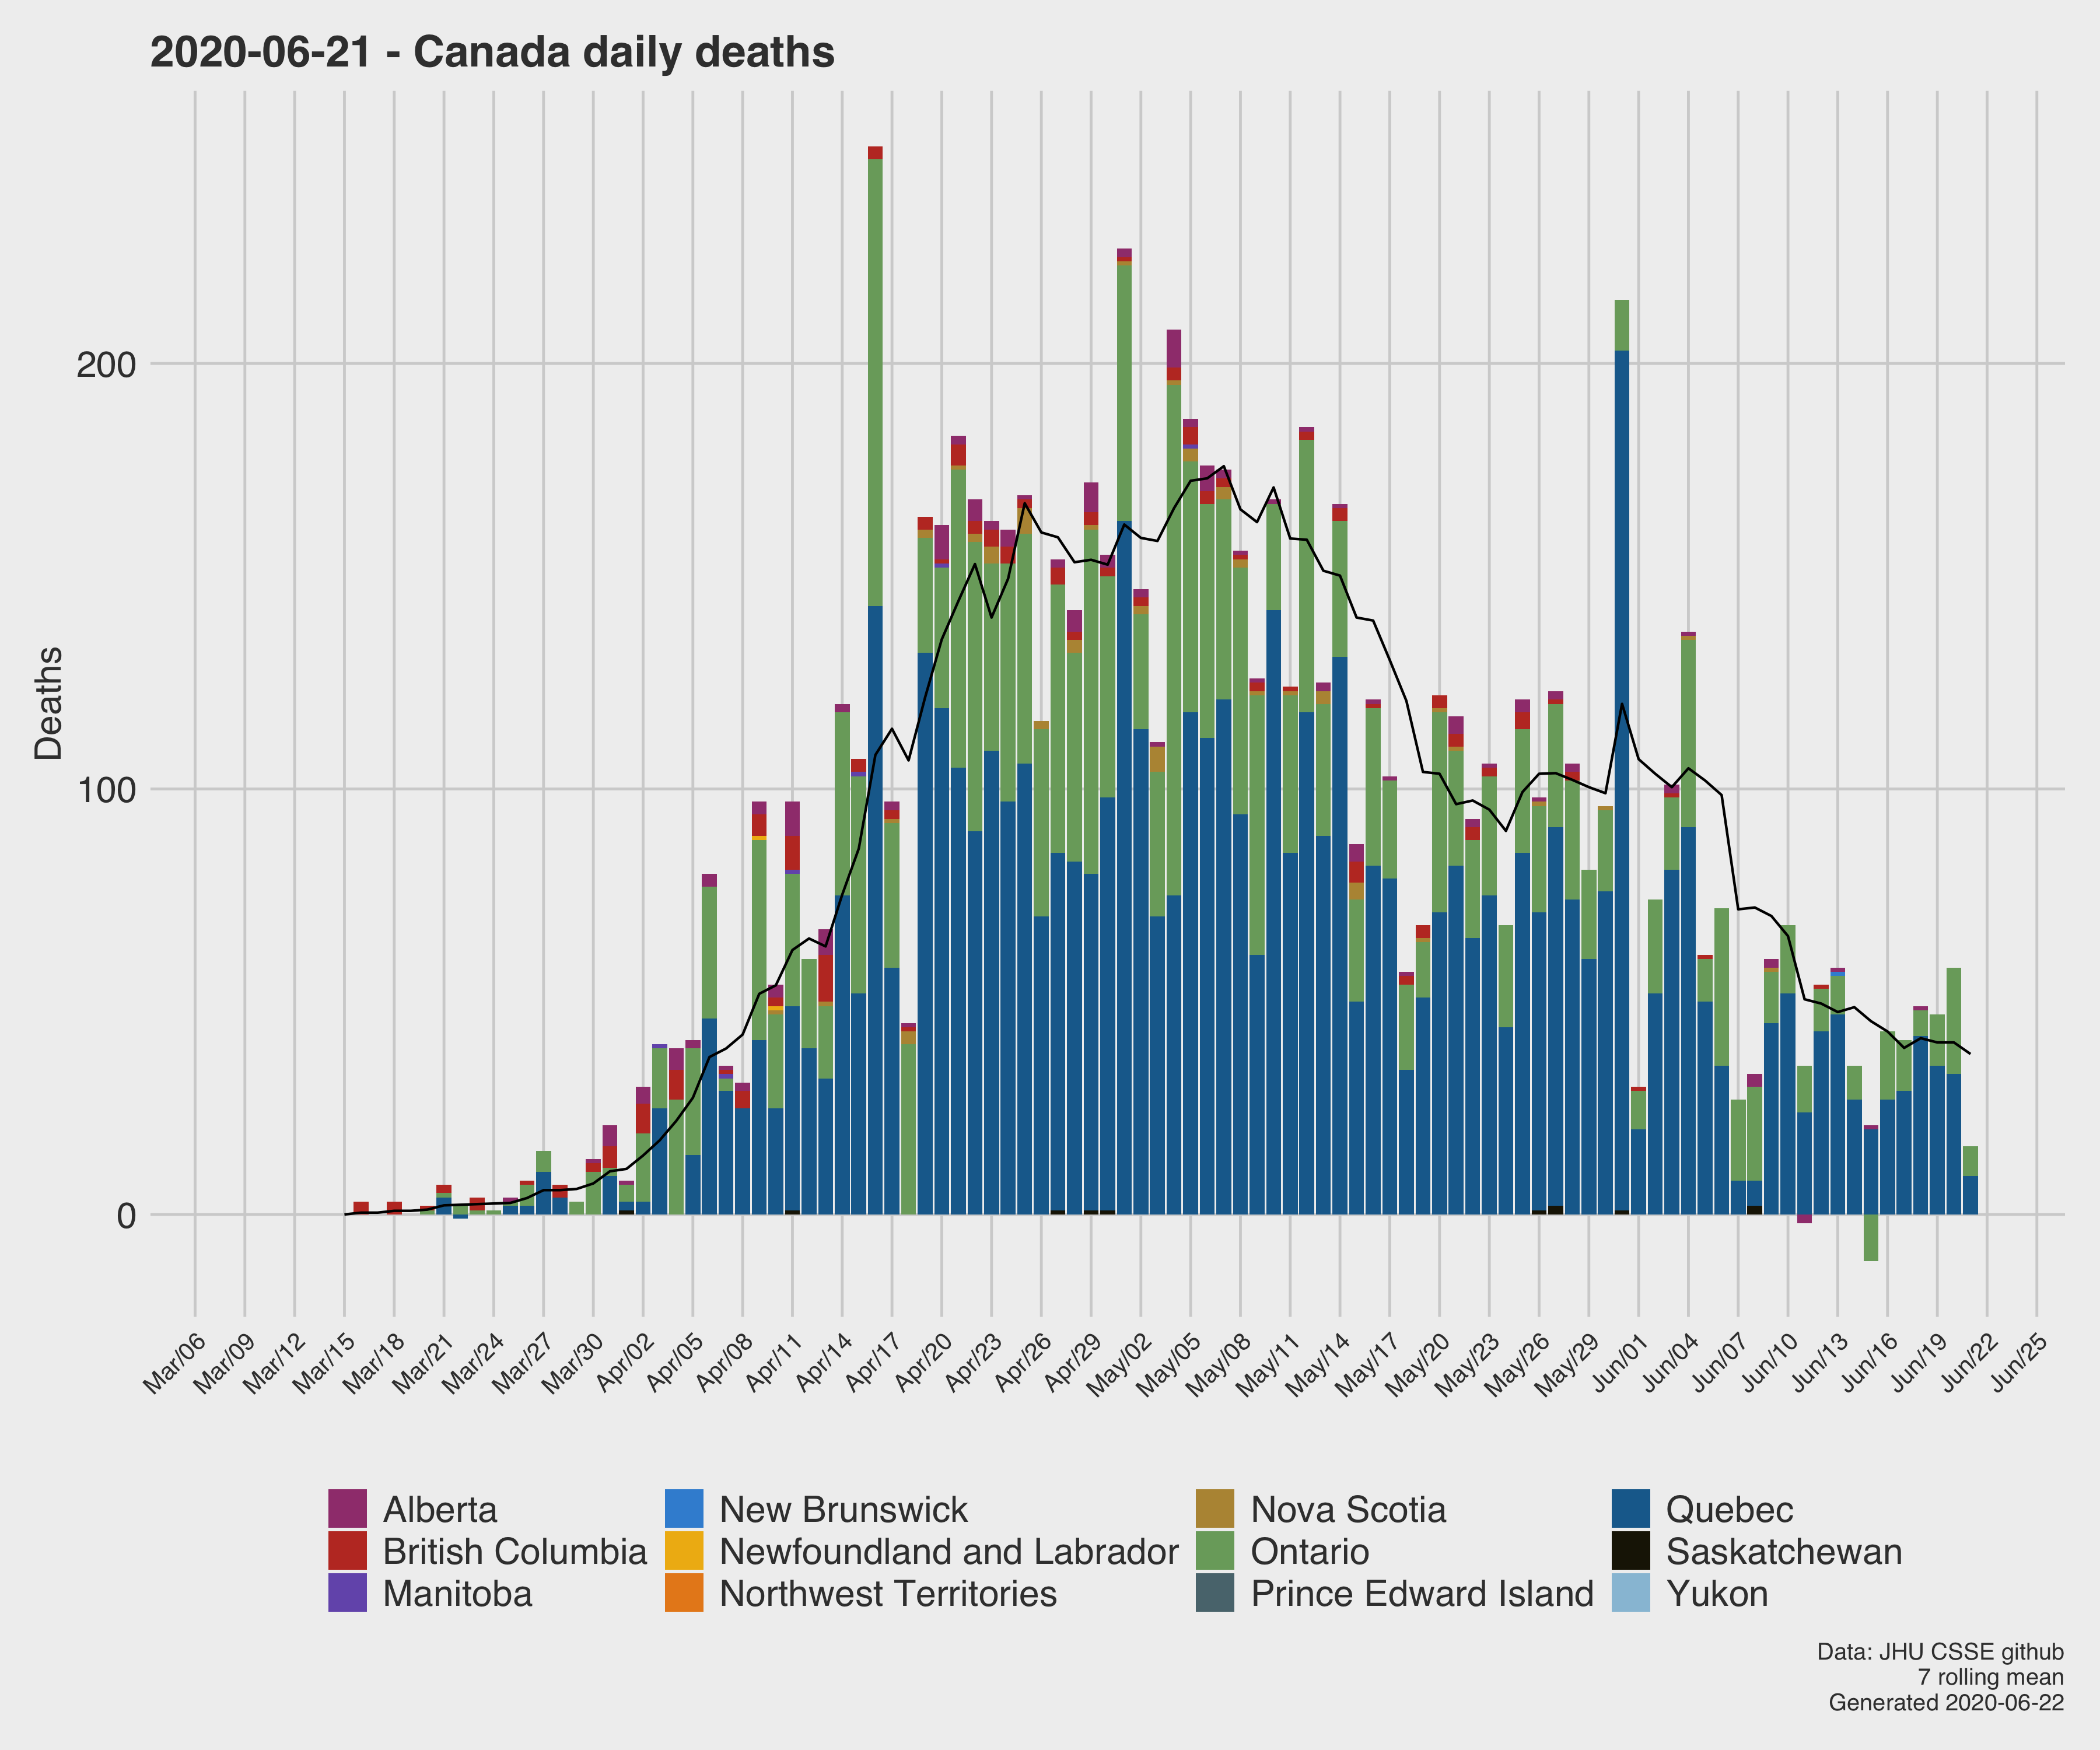 2020-06-21 - Canada daily deaths
Deaths
200
100
0
Mar/06
Mar/09
Mar/12
Mar/15
Mar/18
Mar/21
Mar/24
Mar/27
Mar/30
Apr/02
Apr/05
Apr/08
Apr/11
Apr/14
Apr/17
Apr/20
Apr/23
Apr/26
Apr/29
May/02
May/05
May/08
May/11
May/14
May/17
May/20
May/23
May/26
May/29
Jun/01
Jun/04
Jun/07
Jun/10
Jun/13
Jun/16
Jun/19
Jun/22
Jun/25
Alberta
British Columbia
Manitoba
New Brunswick
Newfoundland and Labrador
Northwest Territories
Nova Scotia
Ontario
Prince Edward Island
Quebec
Saskatchewan
Yukon
Data: JHU CSSE github
7 rolling mean
Generated 2020-06-22